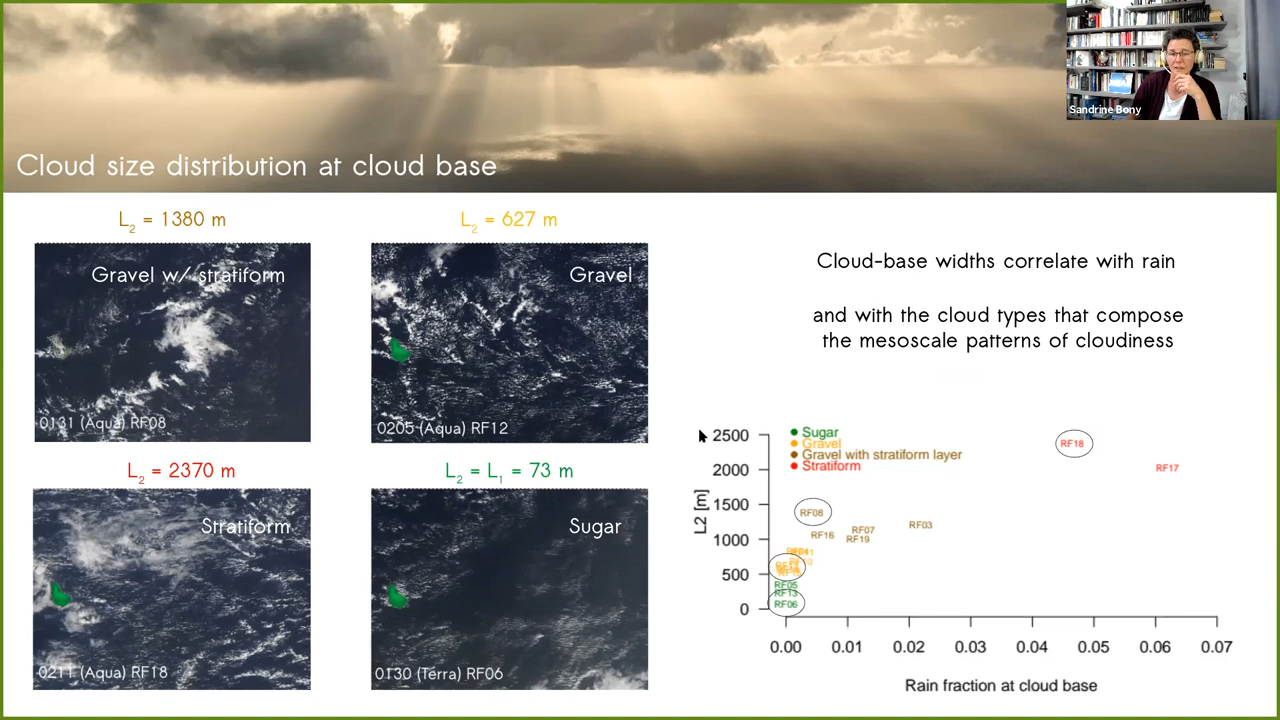 Sandrine Bony
Cloud size distribution at cloud base
L₂ = 1380 m
L₂ = 627 m
Gravel w/ stratiform
Gravel
0131 (Aqua) RF08
0205 (Aqua) RF12
L₂ = 2370 m
L₂ = L₁ = 73 m
Stratiform
Sugar
0211 (Aqua) RF18
0130 (Terra) RF06
Cloud-base widths correlate with rain
and with the cloud types that compose
the mesoscale patterns of cloudiness
L2 [m]
2500
2000
1500
1000
500
0
Sugar
Gravel
Gravel with stratiform layer
Stratiform
RF18
RF17
RF08
RF03
RF07
RF16
RF19
RF05
RF13
RF06
0.00 0.01 0.02 0.03 0.04 0.05 0.06 0.07
Rain fraction at cloud base